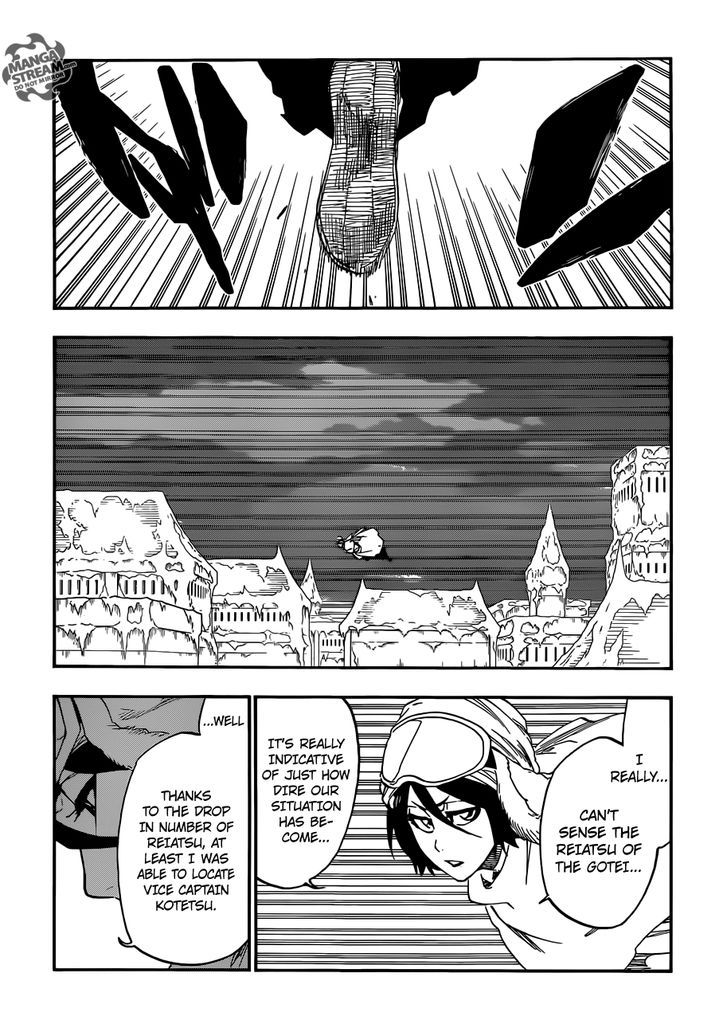 MANGA
STREAM.com
DO NOT MIRROR
I
REALLY...
CAN'T
SENSE THE
REIATSU
OF THE
GOTEI...
IT'S REALLY
INDICATIVE
OF JUST HOW
DIRE OUR
SITUATION
HAS BE-
COME...
...WELL
THANKS
TO THE DROP
IN NUMBER OF
REIATSU, AT
LEAST I WAS
ABLE TO LOCATE
VICE CAPTAIN
KOTETSU.